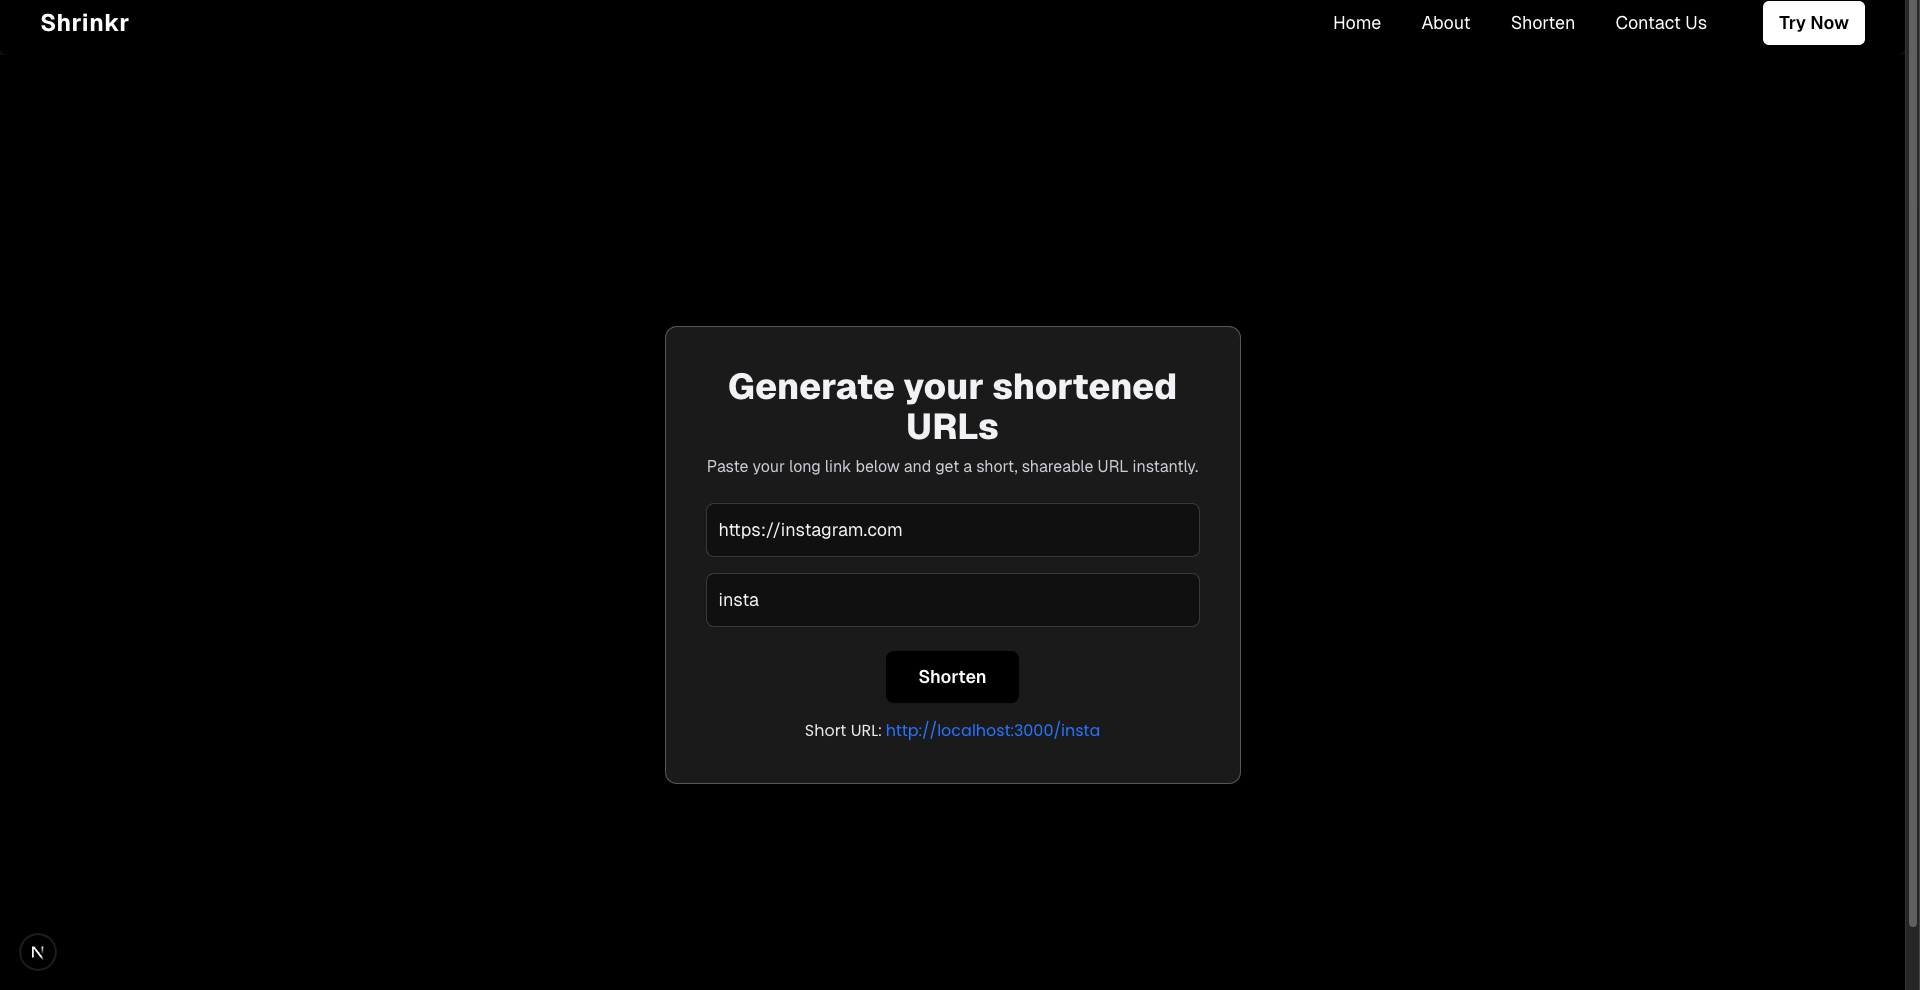 Shrinkr
Home
About
Shorten
Contact Us
Try Now
Generate your shortened
URLs
Paste your long link below and get a short, shareable URL instantly.
https://instagram.com
insta
Shorten
Short URL: http://localhost:3000/insta
N